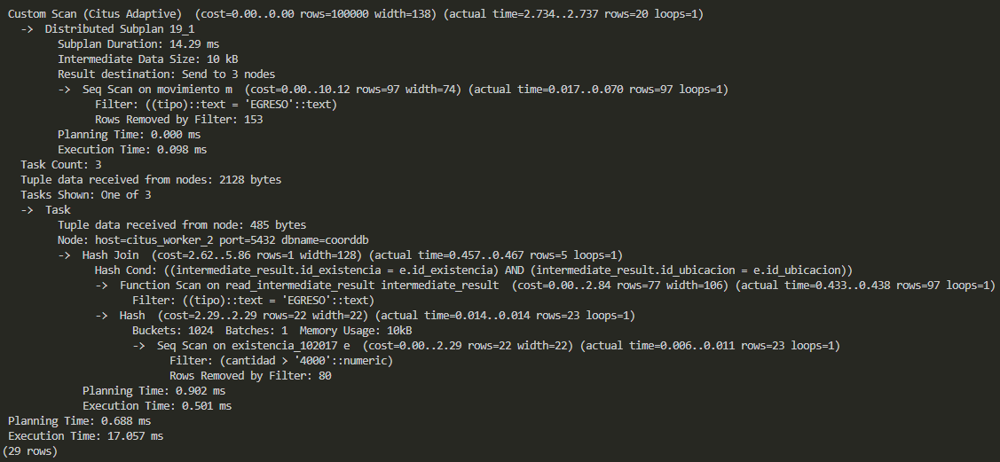 Custom Scan (Citus Adaptive)  (cost=0.00..0.00 rows=100000 width=138) (actual time=2.734..2.737 rows=20 loops=1)
  ->  Distributed Subplan 19_1
        Subplan Duration: 14.29 ms
        Intermediate Data Size: 10 kB
        Result destination: Send to 3 nodes
        ->  Seq Scan on movimiento m  (cost=0.00..10.12 rows=97 width=74) (actual time=0.017..0.070 rows=97 loops=1)
              Filter: ((tipo)::text = 'EGRESO'::text)
              Rows Removed by Filter: 153
        Planning Time: 0.000 ms
        Execution Time: 0.098 ms
  Task Count: 3
  Tuple data received from nodes: 2128 bytes
  Tasks Shown: One of 3
  ->  Task
        Tuple data received from node: 485 bytes
        Node: host=citus_worker_2 port=5432 dbname=coorddb
        ->  Hash Join  (cost=2.62..5.86 rows=1 width=128) (actual time=0.457..0.467 rows=5 loops=1)
              Hash Cond: ((intermediate_result.id_existencia = e.id_existencia) AND (intermediate_result.id_ubicacion = e.id_ubicacion))
              ->  Function Scan on read_intermediate_result intermediate_result  (cost=0.00..2.84 rows=77 width=106) (actual time=0.433..0.438 rows=97 loops=1)
                    Filter: ((tipo)::text = 'EGRESO'::text)
              ->  Hash  (cost=2.29..2.29 rows=22 width=22) (actual time=0.014..0.014 rows=23 loops=1)
                    Buckets: 1024  Batches: 1  Memory Usage: 10kB
                    ->  Seq Scan on existencia_102017 e  (cost=0.00..2.29 rows=22 width=22) (actual time=0.006..0.011 rows=23 loops=1)
                          Filter: (cantidad > '4000'::numeric)
                          Rows Removed by Filter: 80
            Planning Time: 0.902 ms
            Execution Time: 0.501 ms
Planning Time: 0.688 ms
Execution Time: 17.057 ms
(29 rows)